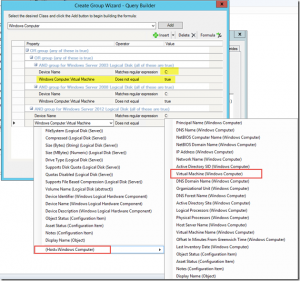 Create Group Wizard - Query Builder
Select the desired Class and click the Add button to begin building the formula:
Windows Computer
Add
Insert
Delete
Formula
Property
Operator
Value
OR group (one of these is true)
OR group (one of these is true)
AND group for Windows Server 2003 Logical Disk (all of these are true)
Device Name
Matches regular expression
C:
Windows Computer.Virtual Machine
Does not equal
true
AND group for Windows Server 2008 Logical Disk (all of these are true)
Device Name
Matches regular expression
C:
Windows Computer.Virtual Machine
Does not equal
true
AND group for Windows Server 2012 Logical Disk (all of these are true)
Device Name
Matches regular expression
C:
(Windows Computer).Virtual Machine
Does not equal
true
FileSystem (Logical Disk (Server))
Compressed (Logical Disk (Server))
Size (Bytes) (String) (Logical Disk (Server))
Size (MBytes) (Numeric) (Logical Disk (Server))
Drive Type (Logical Disk (Server))
Supports Disk Quota (Logical Disk (Server))
Quotas Disabled (Logical Disk (Server))
Supports File Based Compression (Logical Disk (Server))
Volume Name (Logical Disk (abstract))
Device Identifier (Windows Logical Hardware Component)
Device Name (Windows Logical Hardware Component)
Device Description (Windows Logical Hardware Component)
Object Status (Configuration Item)
Asset Status (Configuration Item)
Notes (Configuration Item)
Display Name (Object)
(Host=Windows Computer)
Principal Name (Windows Computer)
DNS Name (Windows Computer)
NetBIOS Computer Name (Windows Computer)
NetBIOS Domain Name (Windows Computer)
IP Address (Windows Computer)
Network Name (Windows Computer)
Active Directory SID (Windows Computer)
Virtual Machine (Windows Computer)
DNS Domain Name (Windows Computer)
Organizational Unit (Windows Computer)
DNS Forest Name (Windows Computer)
Active Directory Site (Windows Computer)
Logical Processors (Windows Computer)
Physical Processors (Windows Computer)
Host Server Name (Windows Computer)
Virtual Server Name (Windows Computer)
Offset in Minutes from Greenwich Time (Windows Computer)
Last Inventory Date (Windows Computer)
Object Status (Configuration Item)
Asset Status (Configuration Item)
Notes (Configuration Item)
Display Name (Object)